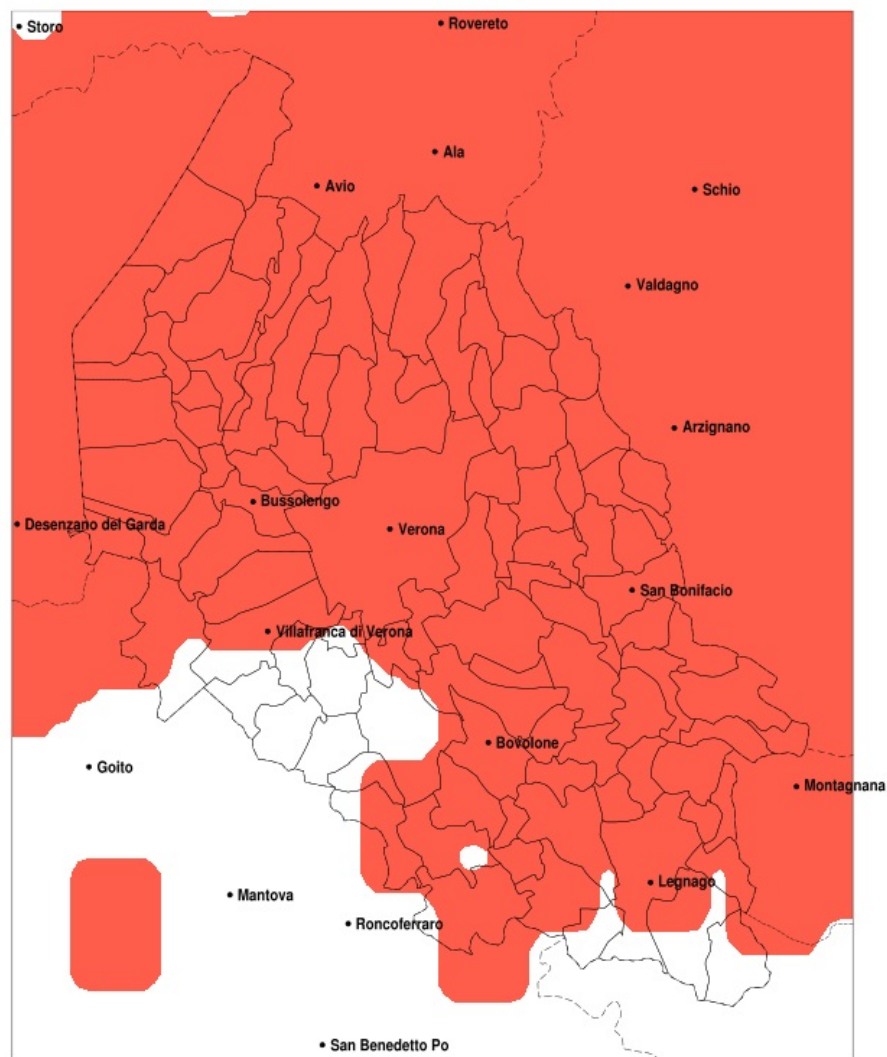 Storo
Rovereto
Ala
Avio
Schio
Valdagno
Arzignano
Bussolengo
Desenzano del Garda
Verona
San Bonifacio
Villafranca di Verona
Bovolone
Goito
Montagnana
Legnago
Mantova
Roncoferraro
San Benedetto Po